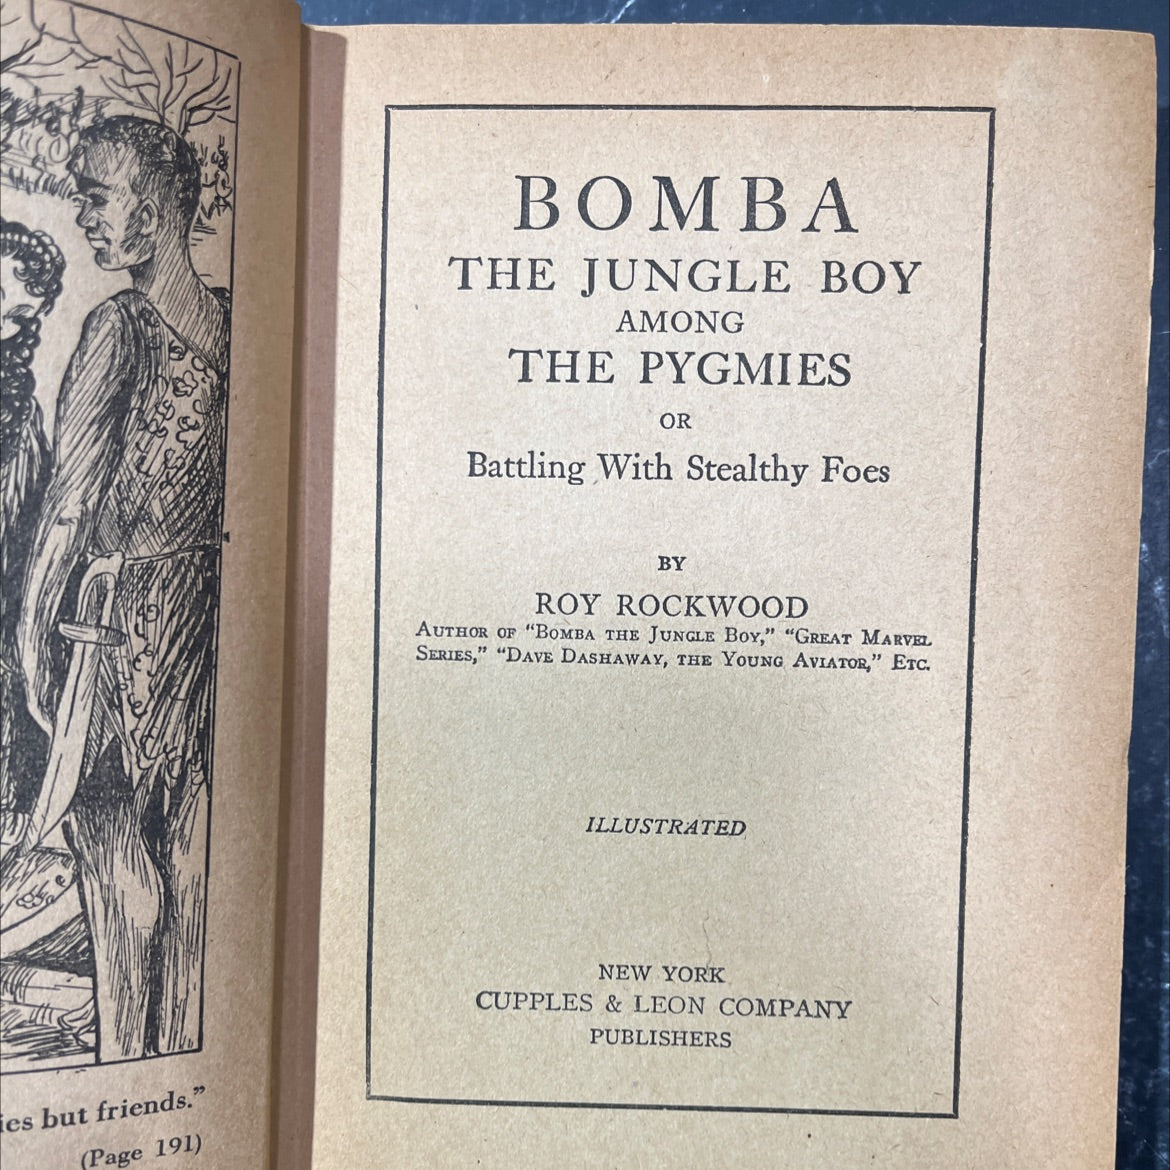 ies but friends."
(Page 191)
BOMBA
THE JUNGLE BOY
AMONG
THE PYGMIES
OR
Battling With Stealthy Foes
BY
ROY ROCKWOOD
AUTHOR OF "BOMBA THE JUNGLE BOY," "GREAT MARVEL
SERIES," "DAVE DASHAWAY, THE YOUNG AVIATOR," ETC.
ILLUSTRATED
NEW YORK
CUPPLES & LEON COMPANY
PUBLISHERS